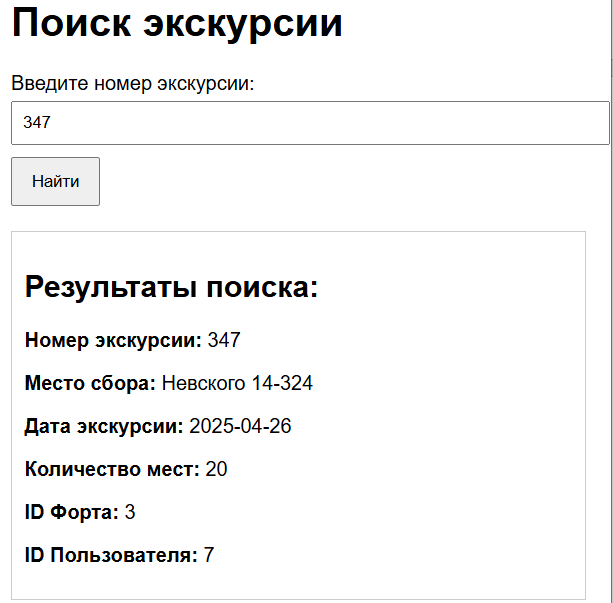 Поиск экскурсии
Введите номер экскурсии:
347
Найти
Результаты поиска:
Номер экскурсии: 347
Место сбора: Невского 14-324
Дата экскурсии: 2025-04-26
Количество мест: 20
ID Форта: 3
ID Пользователя: 7